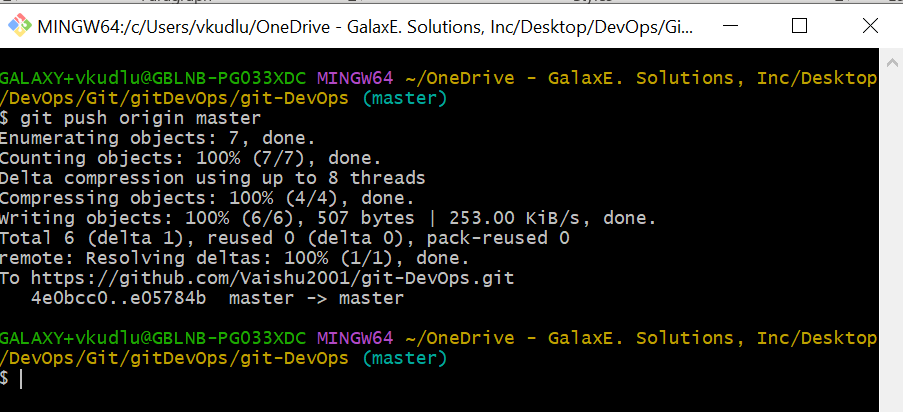 MINGW64:/c/Users/vkudlu/OneDrive - GalaxE. Solutions, Inc/Desktop/DevOps/Gi...
GALAXY+vkudlu@GBLNB-PG033XDC MINGW64 ~/OneDrive - GalaxE. Solutions, Inc/Desktop
/DevOps/Git/gitDevOps/git-DevOps (master)
$ git push origin master
Enumerating objects: 7, done.
Counting objects: 100% (7/7), done.
Delta compression using up to 8 threads
Compressing objects: 100% (4/4), done.
Writing objects: 100% (6/6), 507 bytes | 253.00 KiB/s, done.
Total 6 (delta 1), reused 0 (delta 0), pack-reused 0
remote: Resolving deltas: 100% (1/1), done.
To https://github.com/Vaishu2001/git-DevOps.git
   4e0bcc0..e05784b  master -> master
GALAXY+vkudlu@GBLNB-PG033XDC MINGW64 ~/OneDrive - GalaxE. Solutions, Inc/Desktop
/DevOps/Git/gitDevOps/git-DevOps (master)
$